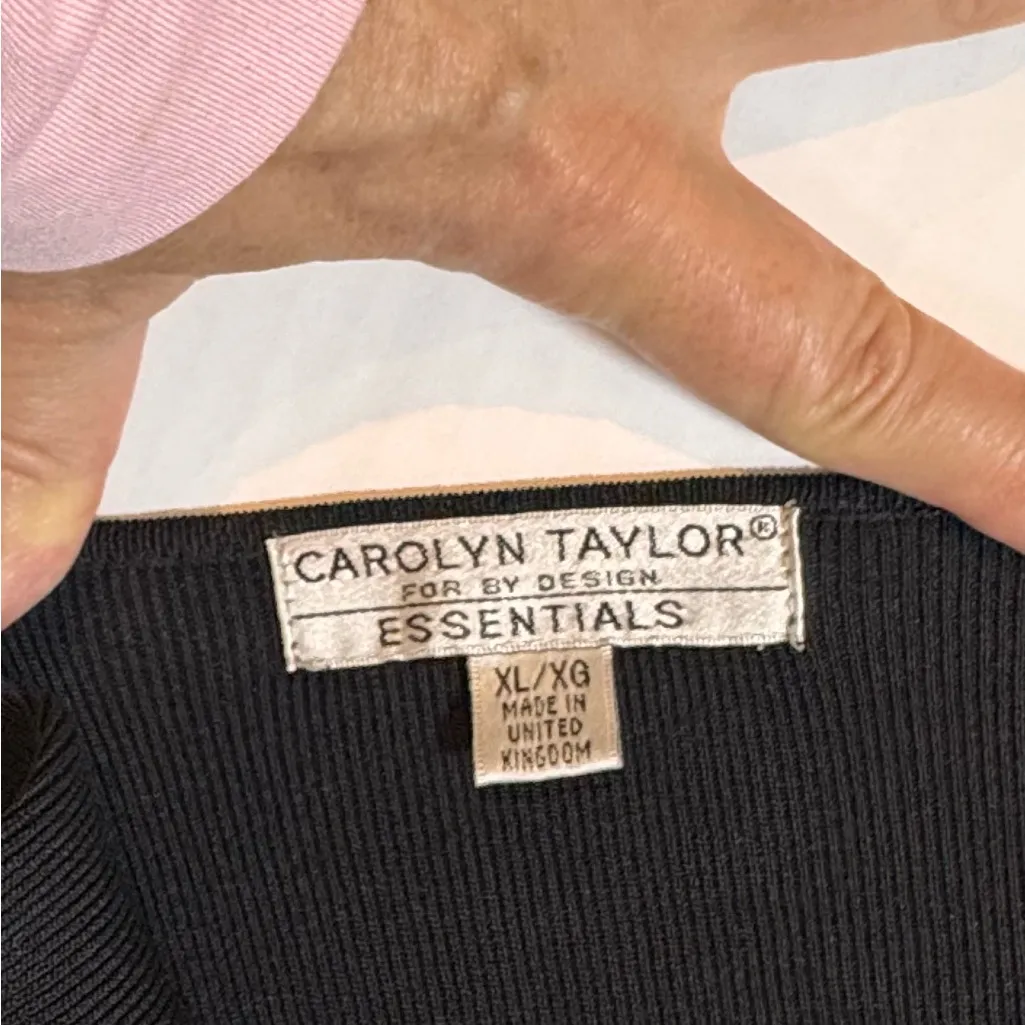 CAROLYN TAYLOR®
FOR BY DESIGN
ESSENTIALS
XL/XG
MADE IN
UNITED
KINGDOM